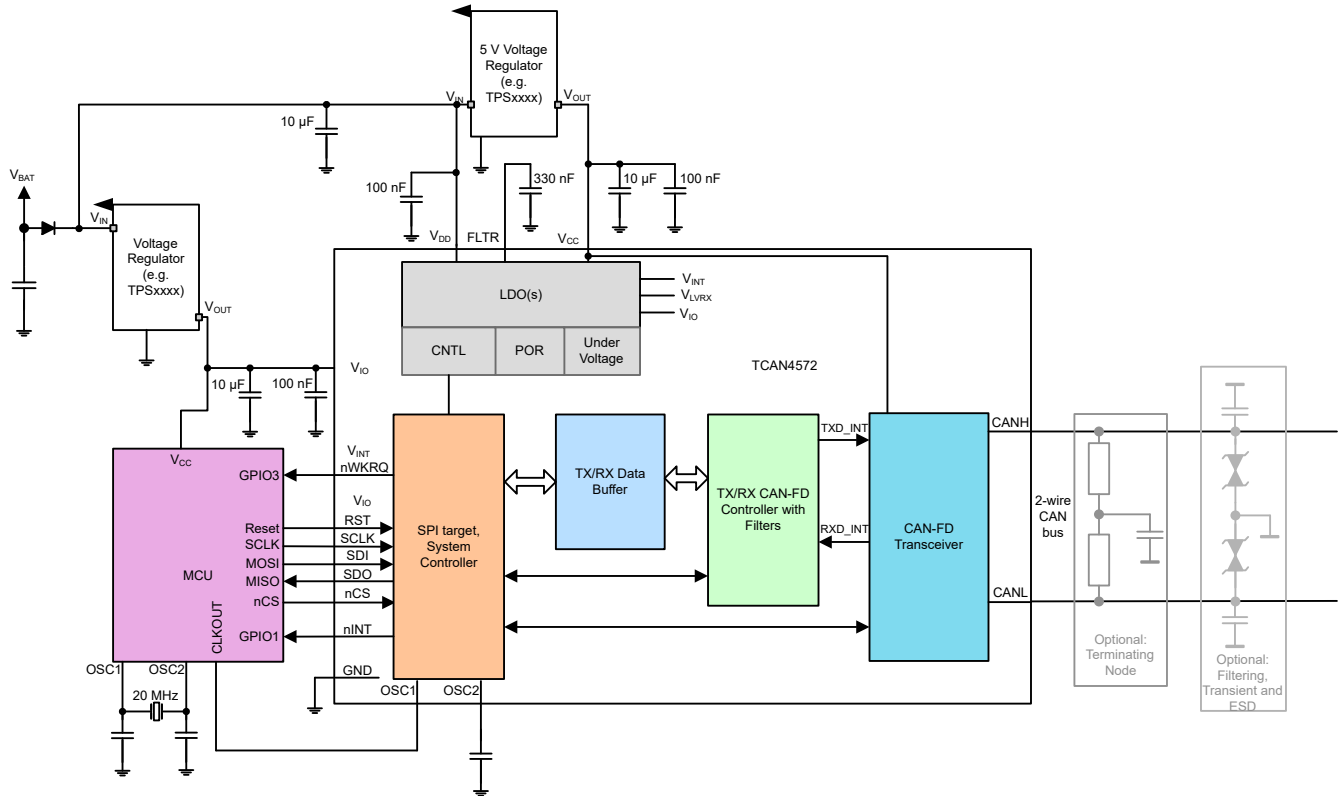 5 V Voltage
Regulator
(e.g.
TPSxxxx)
VIN
VOUT
10 µF
100 nF
330 nF
10 µF
100 nF
VBAT
VIN
Voltage
Regulator
(e.g.
TPSxxxx)
VOUT
VDD
FLTR
VCC
LDO(s)
VINT
VLVRX
VIO
CNTL
POR
Under
Voltage
TCAN4572
10 µF
100 nF
VIO
VCC
GPIO3
Reset
SCLK
MOSI
MISO
nCS
GPIO1
MCU
CLKOUT
OSC1
OSC2
20 MHz
VINT
nWKRQ
VIO
RST
SCLK
SDI
SDO
nCS
nINT
GND
SPI target,
System
Controller
OSC1
OSC2
TX/RX Data
Buffer
TX/RX CAN-FD
Controller with
Filters
TXD_INT
RXD_INT
CAN-FD
Transceiver
CANH
CANL
2-wire
CAN
bus
Optional:
Terminating
Node
Optional:
Filtering,
Transient and
ESD